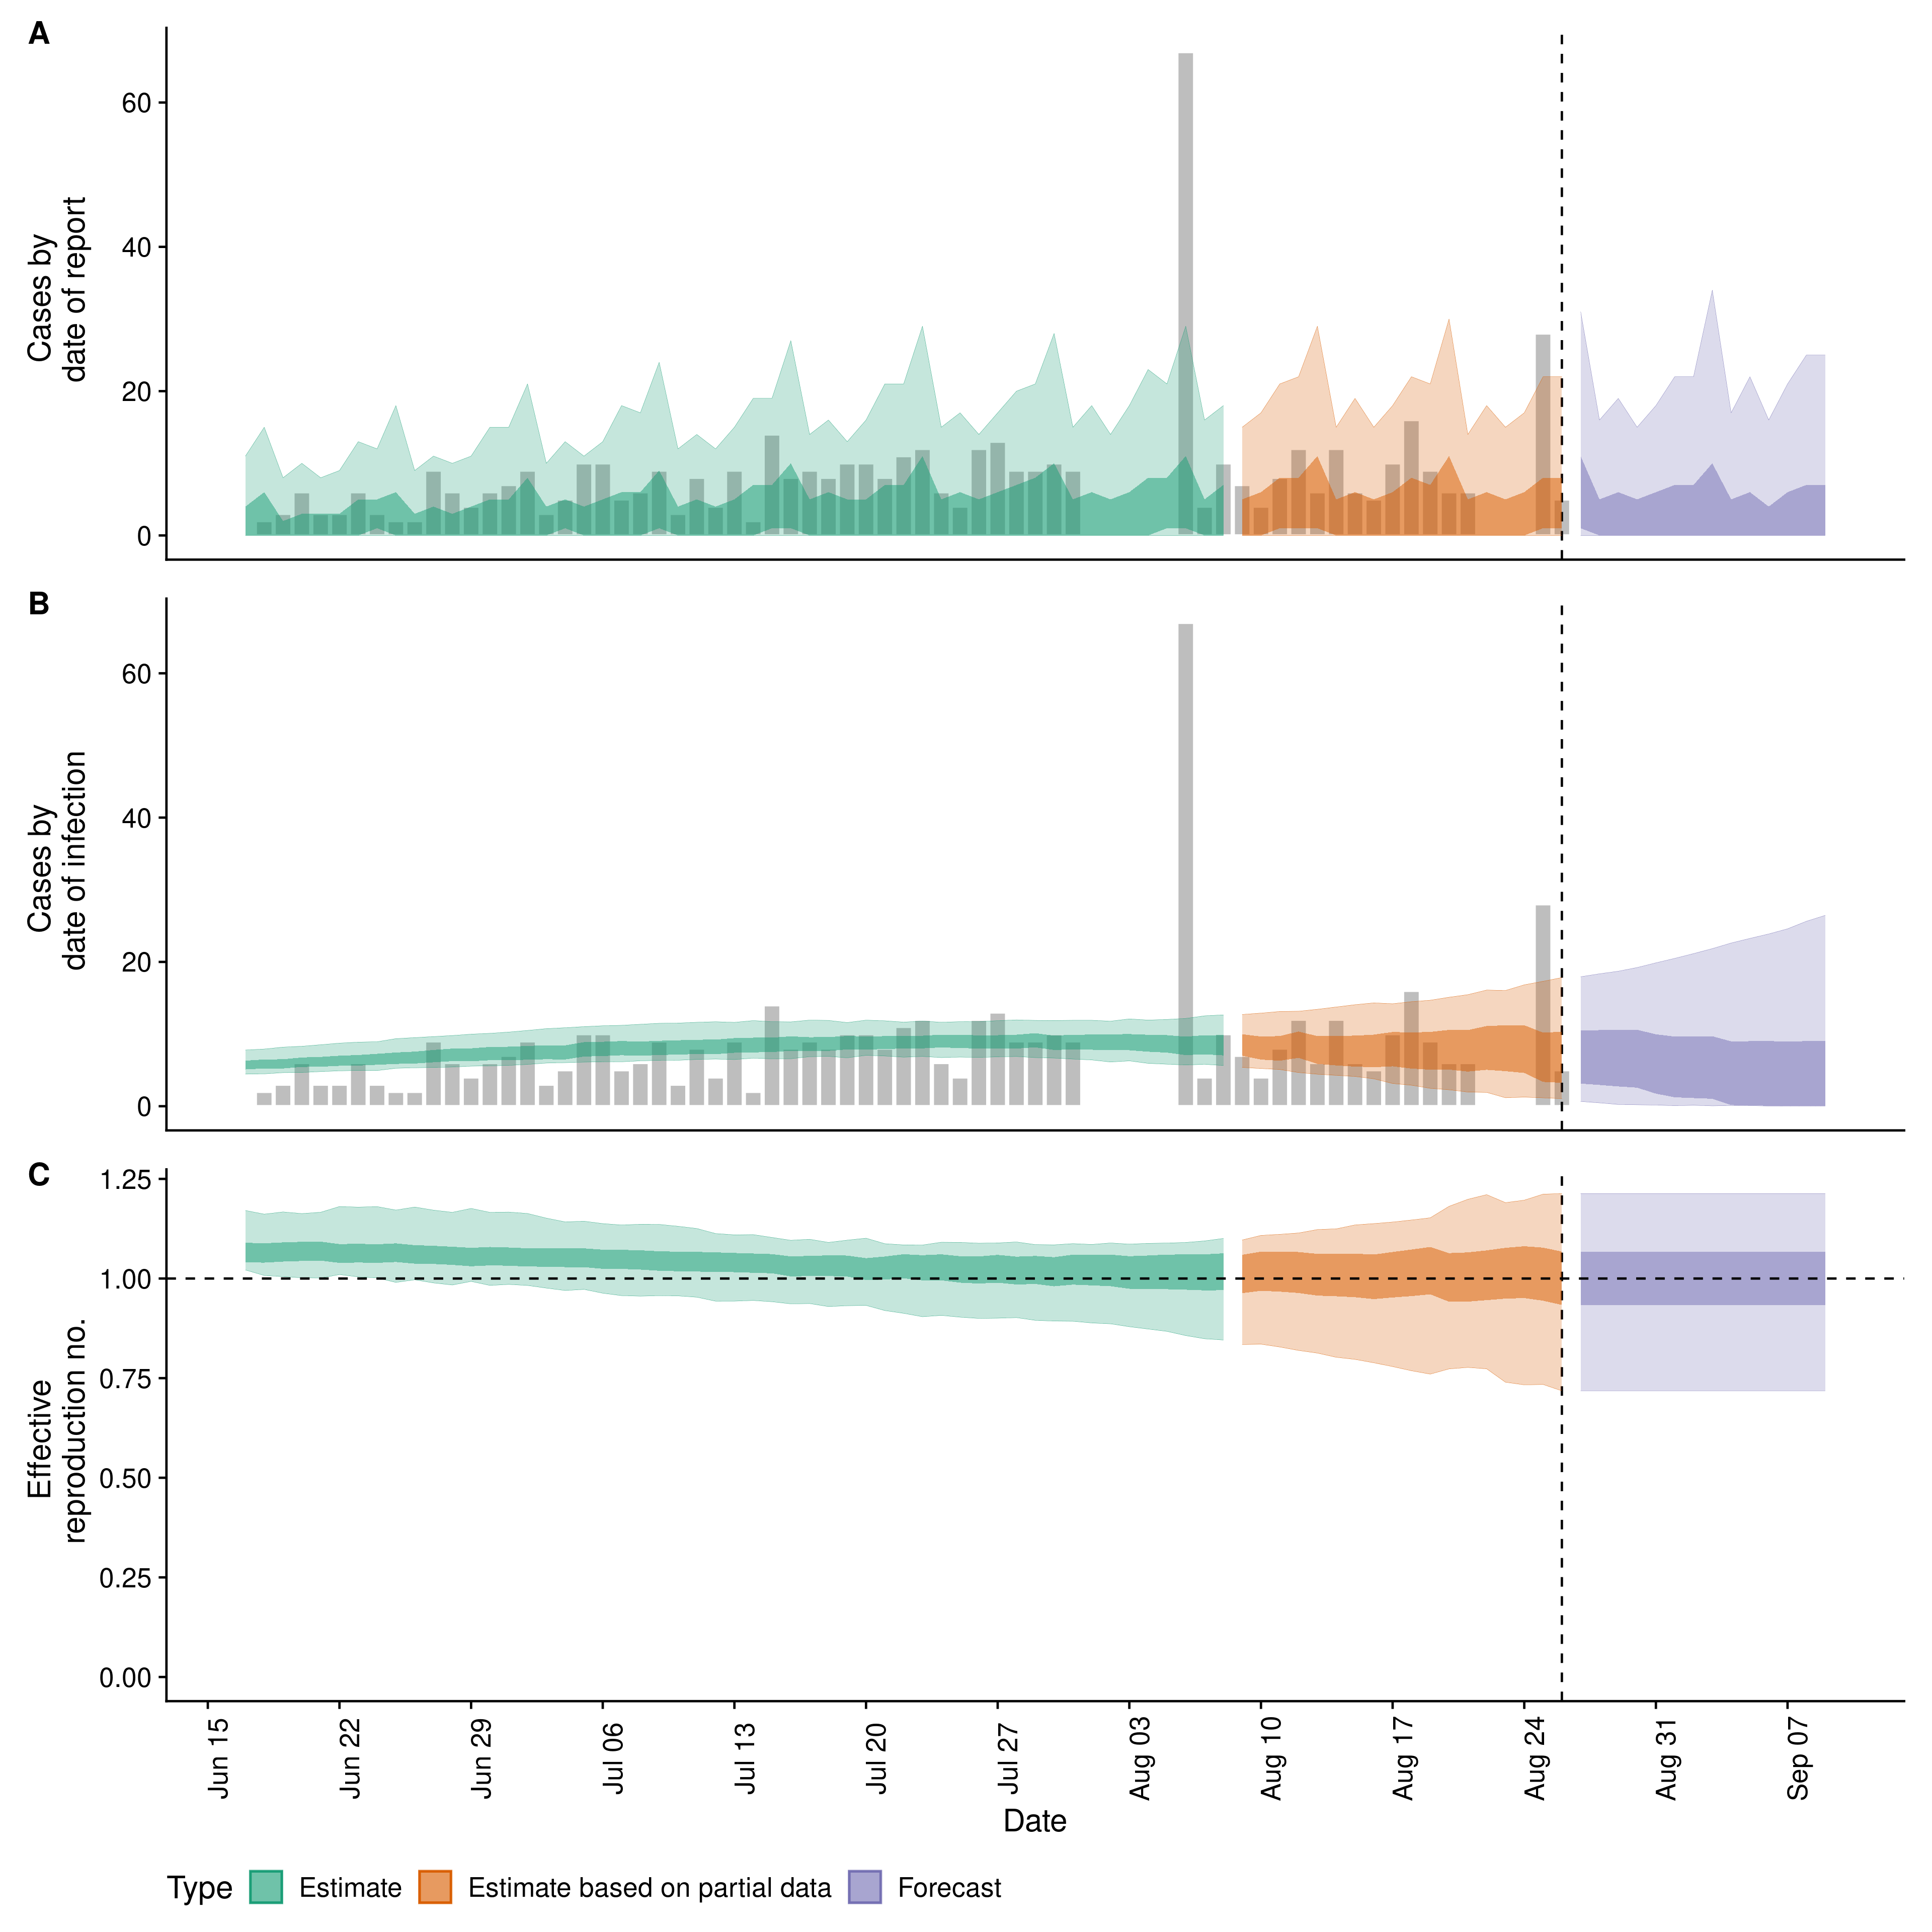 A
Cases by
date of report
60
40
20
0
B
Cases by
date of infection
60
40
20
0
C
Effective
reproduction no.
1.25
1.00
0.75
0.50
0.25
0.00
Jun 15
Jun 22
Jun 29
Jul 06
Jul 13
Jul 20
Jul 27
Aug 03
Aug 10
Aug 17
Aug 24
Aug 31
Sep 07
Date
Type Estimate Estimate based on partial data Forecast